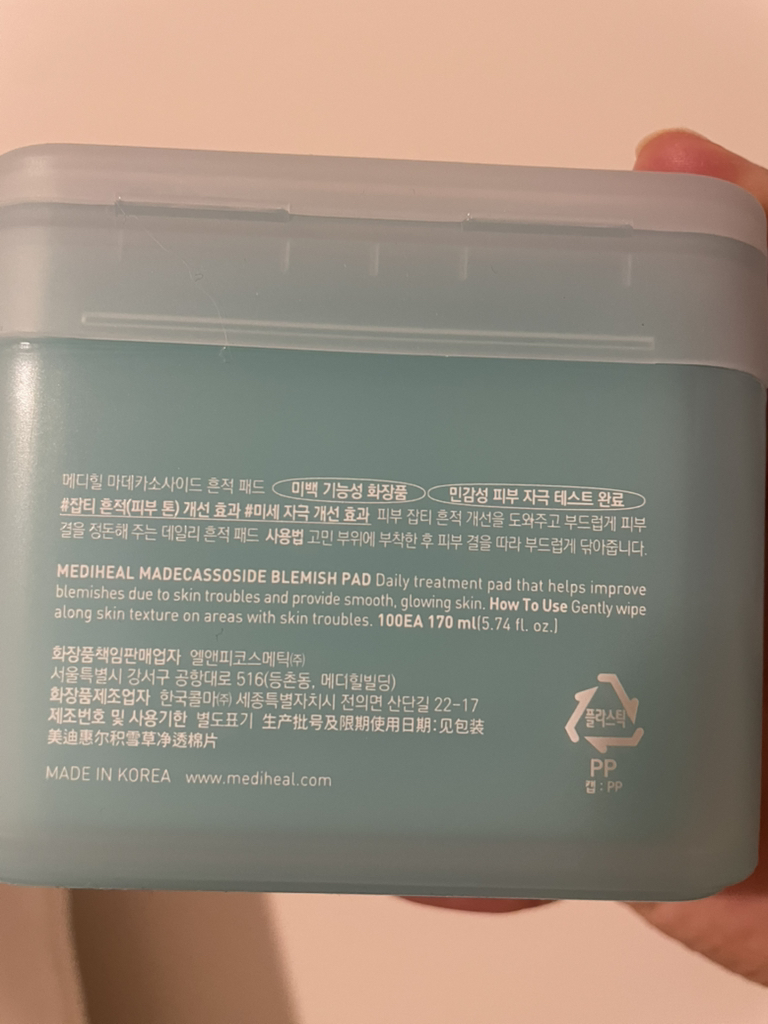 메디힐 마데카소사이드 흔적 패드 미백 기능성 화장품 민감성 피부 자극 테스트 완료
#잡티 흔적(피부 톤) 개선 효과 #미세 자극 개선 효과 피부 잡티 흔적 개선을 도와주고 부드럽게 피부
결을 정돈해 주는 데일리 흔적 패드 사용법 고민 부위에 부착한 후 피부 결을 따라 부드럽게 닦아줍니다.
MEDIHEAL MADECASSOSIDE BLEMISH PAD Daily treatment pad that helps improve
blemishes due to skin troubles and provide smooth, glowing skin. How To Use Gently wipe
along skin texture on areas with skin troubles. 100EA 170 ml(5.74 fl. oz.)
화장품책임판매업자 엘앤피코스메틱㈜
서울특별시 강서구 공항대로 516(등촌동, 메디힐빌딩)
화장품제조업자 한국콜마㈜ 세종특별자치시 전의면 산단길 22-17
제조번호 및 사용기한 별도표기 生产批号及限期使用日期:见包装
美迪惠尔积雪草净透棉片
MADE IN KOREA www.mediheal.com
플라스틱
PP
캡 : PP